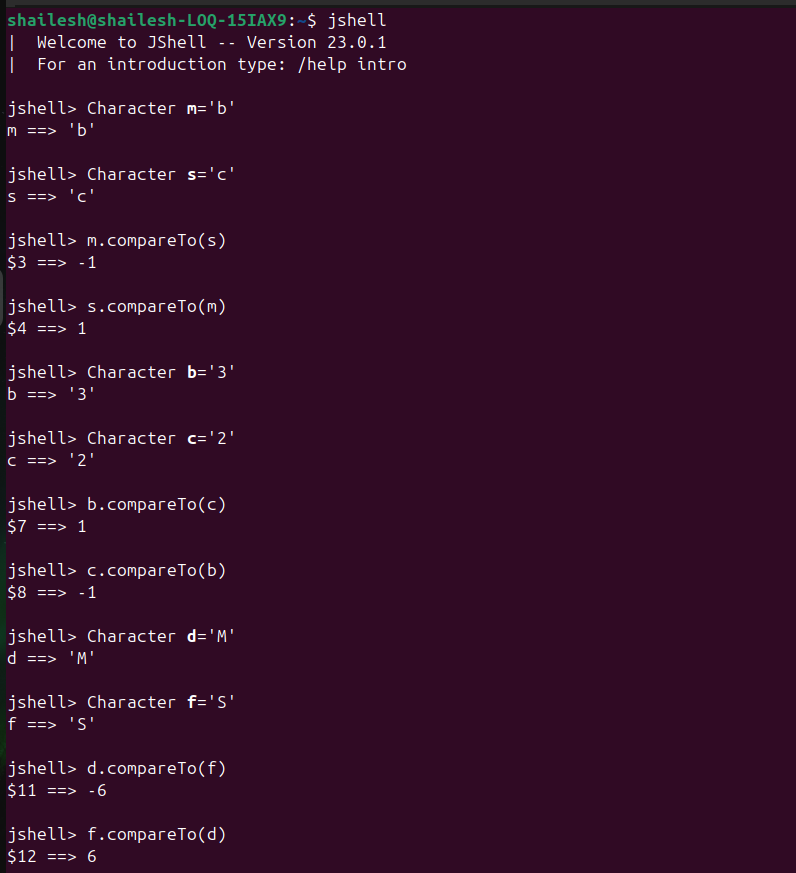 shailesh@shailesh-LOQ-15IAX9:~$ jshell
|  Welcome to JShell -- Version 23.0.1
|  For an introduction type: /help intro
jshell> Character m='b'
m ==> 'b'
jshell> Character s='c'
s ==> 'c'
jshell> m.compareTo(s)
$3 ==> -1
jshell> s.compareTo(m)
$4 ==> 1
jshell> Character b='3'
b ==> '3'
jshell> Character c='2'
c ==> '2'
jshell> b.compareTo(c)
$7 ==> 1
jshell> c.compareTo(b)
$8 ==> -1
jshell> Character d='M'
d ==> 'M'
jshell> Character f='S'
f ==> 'S'
jshell> d.compareTo(f)
$11 ==> -6
jshell> f.compareTo(d)
$12 ==> 6